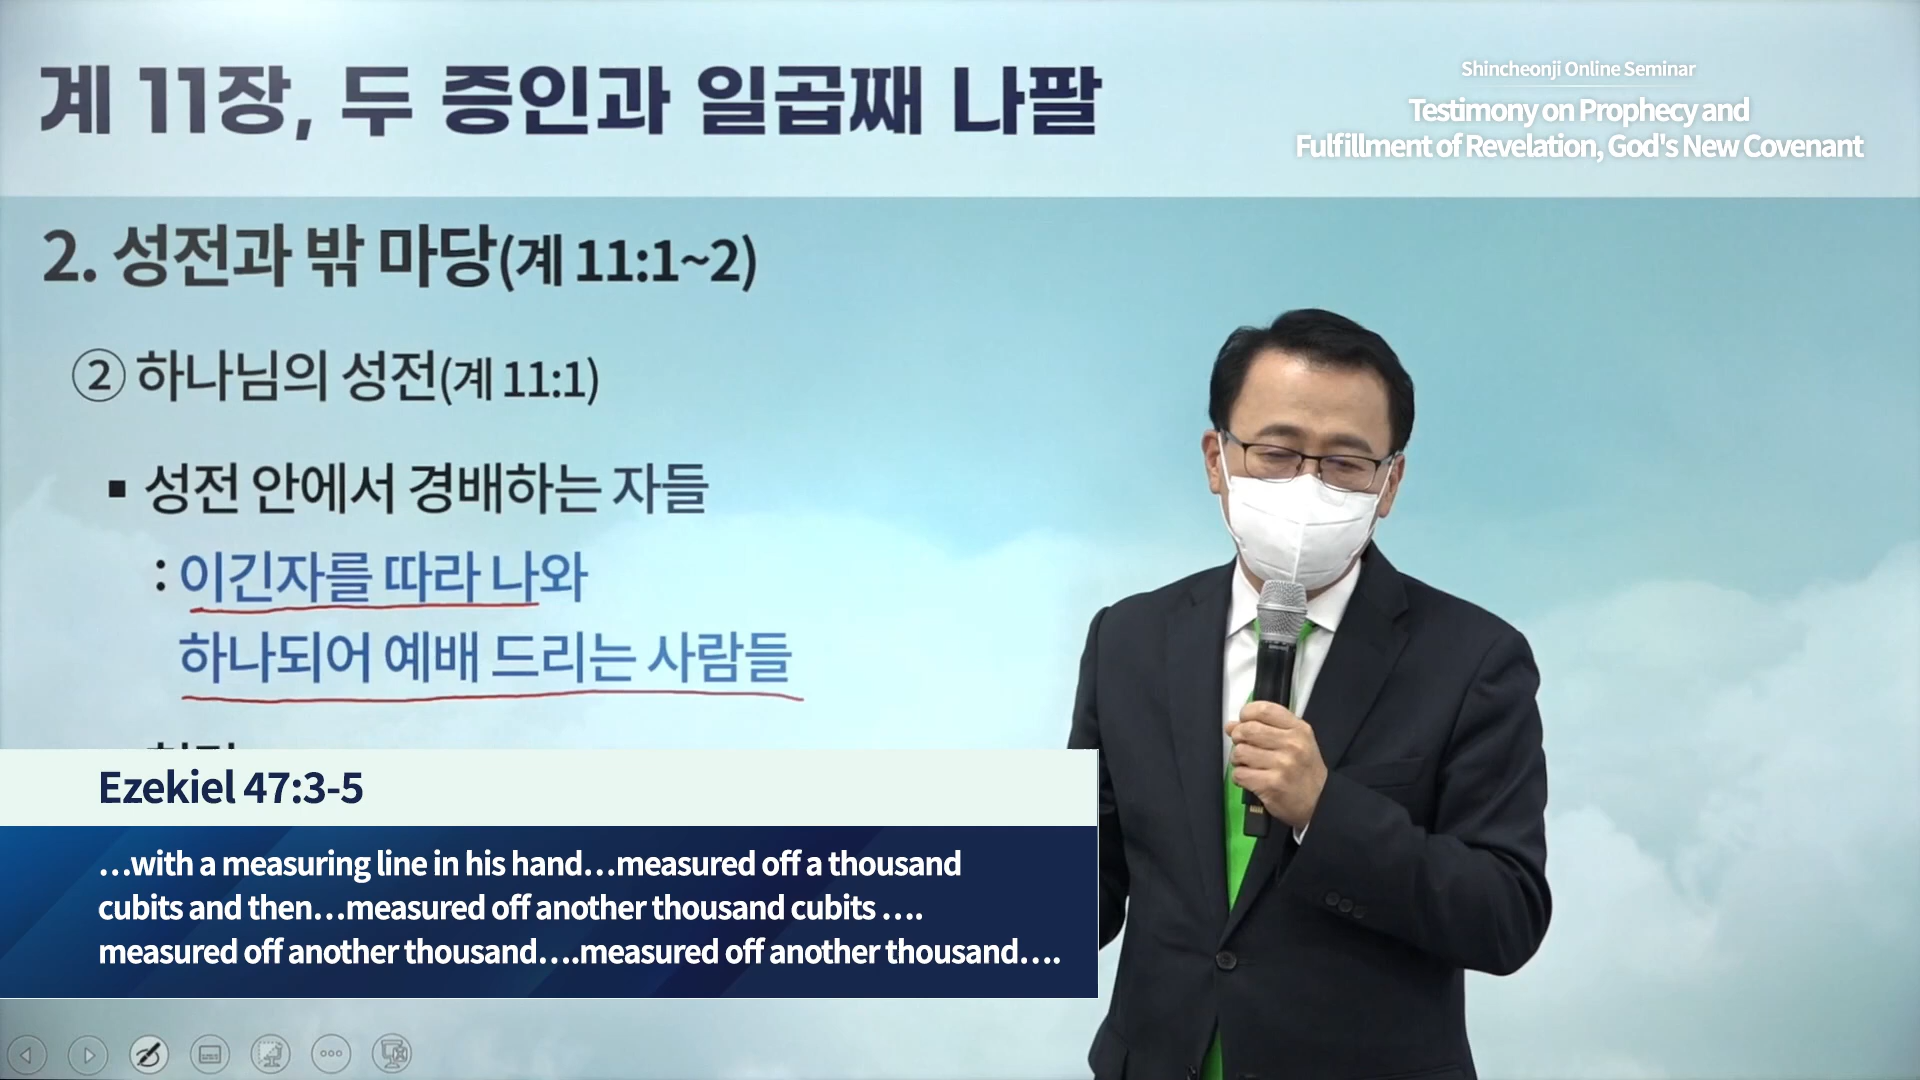 계 11장, 두 증인과 일곱째 나팔
Shincheonji Online Seminar
Testimony on Prophecy and
Fulfillment of Revelation, God's New Covenant
2. 성전과 밖 마당(계 11:1~2)
② 하나님의 성전(계 11:1)
▪ 성전 안에서 경배하는 자들
: 이긴자를 따라 나와
하나되어 예배 드리는 사람들
Ezekiel 47:3-5
…with a measuring line in his hand…measured off a thousand
cubits and then…measured off another thousand cubits ….
measured off another thousand….measured off another thousand….